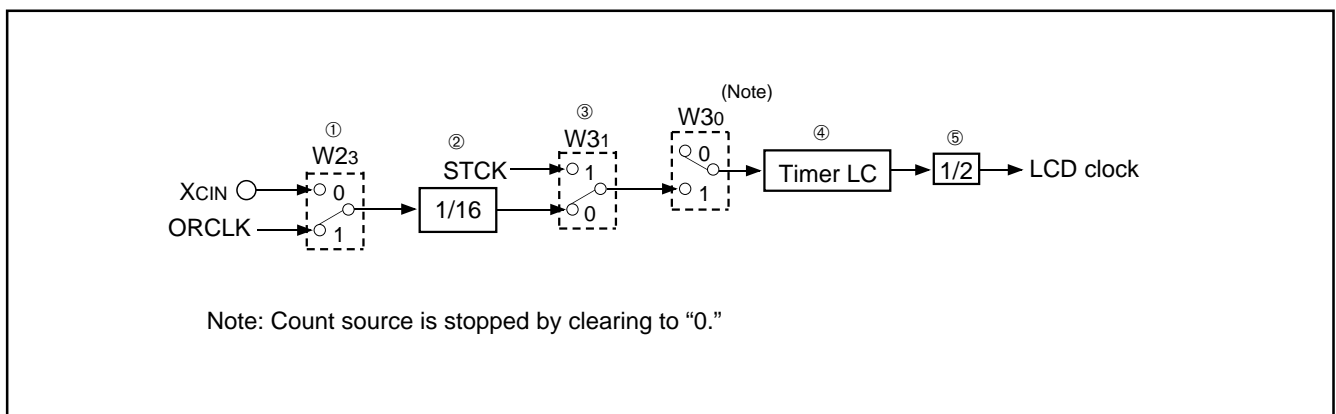 (Note)
① ② ③ W30 ④ ⑤
W23 STCK W31
XCIN 0 1 0 Timer LC 1/2 LCD clock
ORCLK 1 1/16 0 1
Note: Count source is stopped by clearing to “0.”